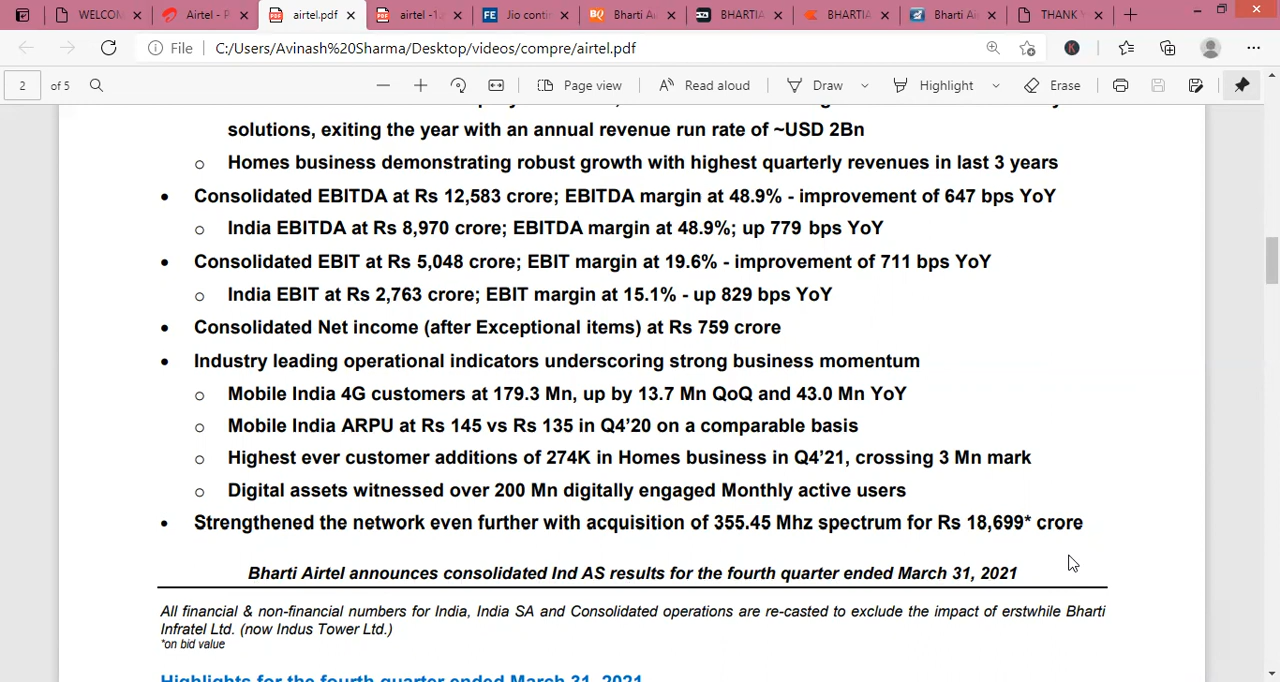 WELCOM
Airtel - P
airtel.pdf
airtel -1.
Jio conti
Bharti Ai
BHARTIA
BHARTIA
Bharti Ai
THANK
File
C:/Users/Avinash%20Sharma/Desktop/videos/compre/airtel.pdf
2 of 5
Page view
Read aloud
Draw
Highlight
Erase
solutions, exiting the year with an annual revenue run rate of ~USD 2Bn
o Homes business demonstrating robust growth with highest quarterly revenues in last 3 years
• Consolidated EBITDA at Rs 12,583 crore; EBITDA margin at 48.9% - improvement of 647 bps YoY
o India EBITDA at Rs 8,970 crore; EBITDA margin at 48.9%; up 779 bps YoY
• Consolidated EBIT at Rs 5,048 crore; EBIT margin at 19.6% - improvement of 711 bps YoY
o India EBIT at Rs 2,763 crore; EBIT margin at 15.1% - up 829 bps YoY
• Consolidated Net income (after Exceptional items) at Rs 759 crore
• Industry leading operational indicators underscoring strong business momentum
o Mobile India 4G customers at 179.3 Mn, up by 13.7 Mn QoQ and 43.0 Mn YoY
o Mobile India ARPU at Rs 145 vs Rs 135 in Q4’20 on a comparable basis
o Highest ever customer additions of 274K in Homes business in Q4’21, crossing 3 Mn mark
o Digital assets witnessed over 200 Mn digitally engaged Monthly active users
• Strengthened the network even further with acquisition of 355.45 Mhz spectrum for Rs 18,699* crore
Bharti Airtel announces consolidated Ind AS results for the fourth quarter ended March 31, 2021
All financial & non-financial numbers for India, India SA and Consolidated operations are re-casted to exclude the impact of erstwhile Bharti
Infratel Ltd. (now Indus Tower Ltd.)
*on bid value
Highlights for the fourth quarter ended March 31, 2021